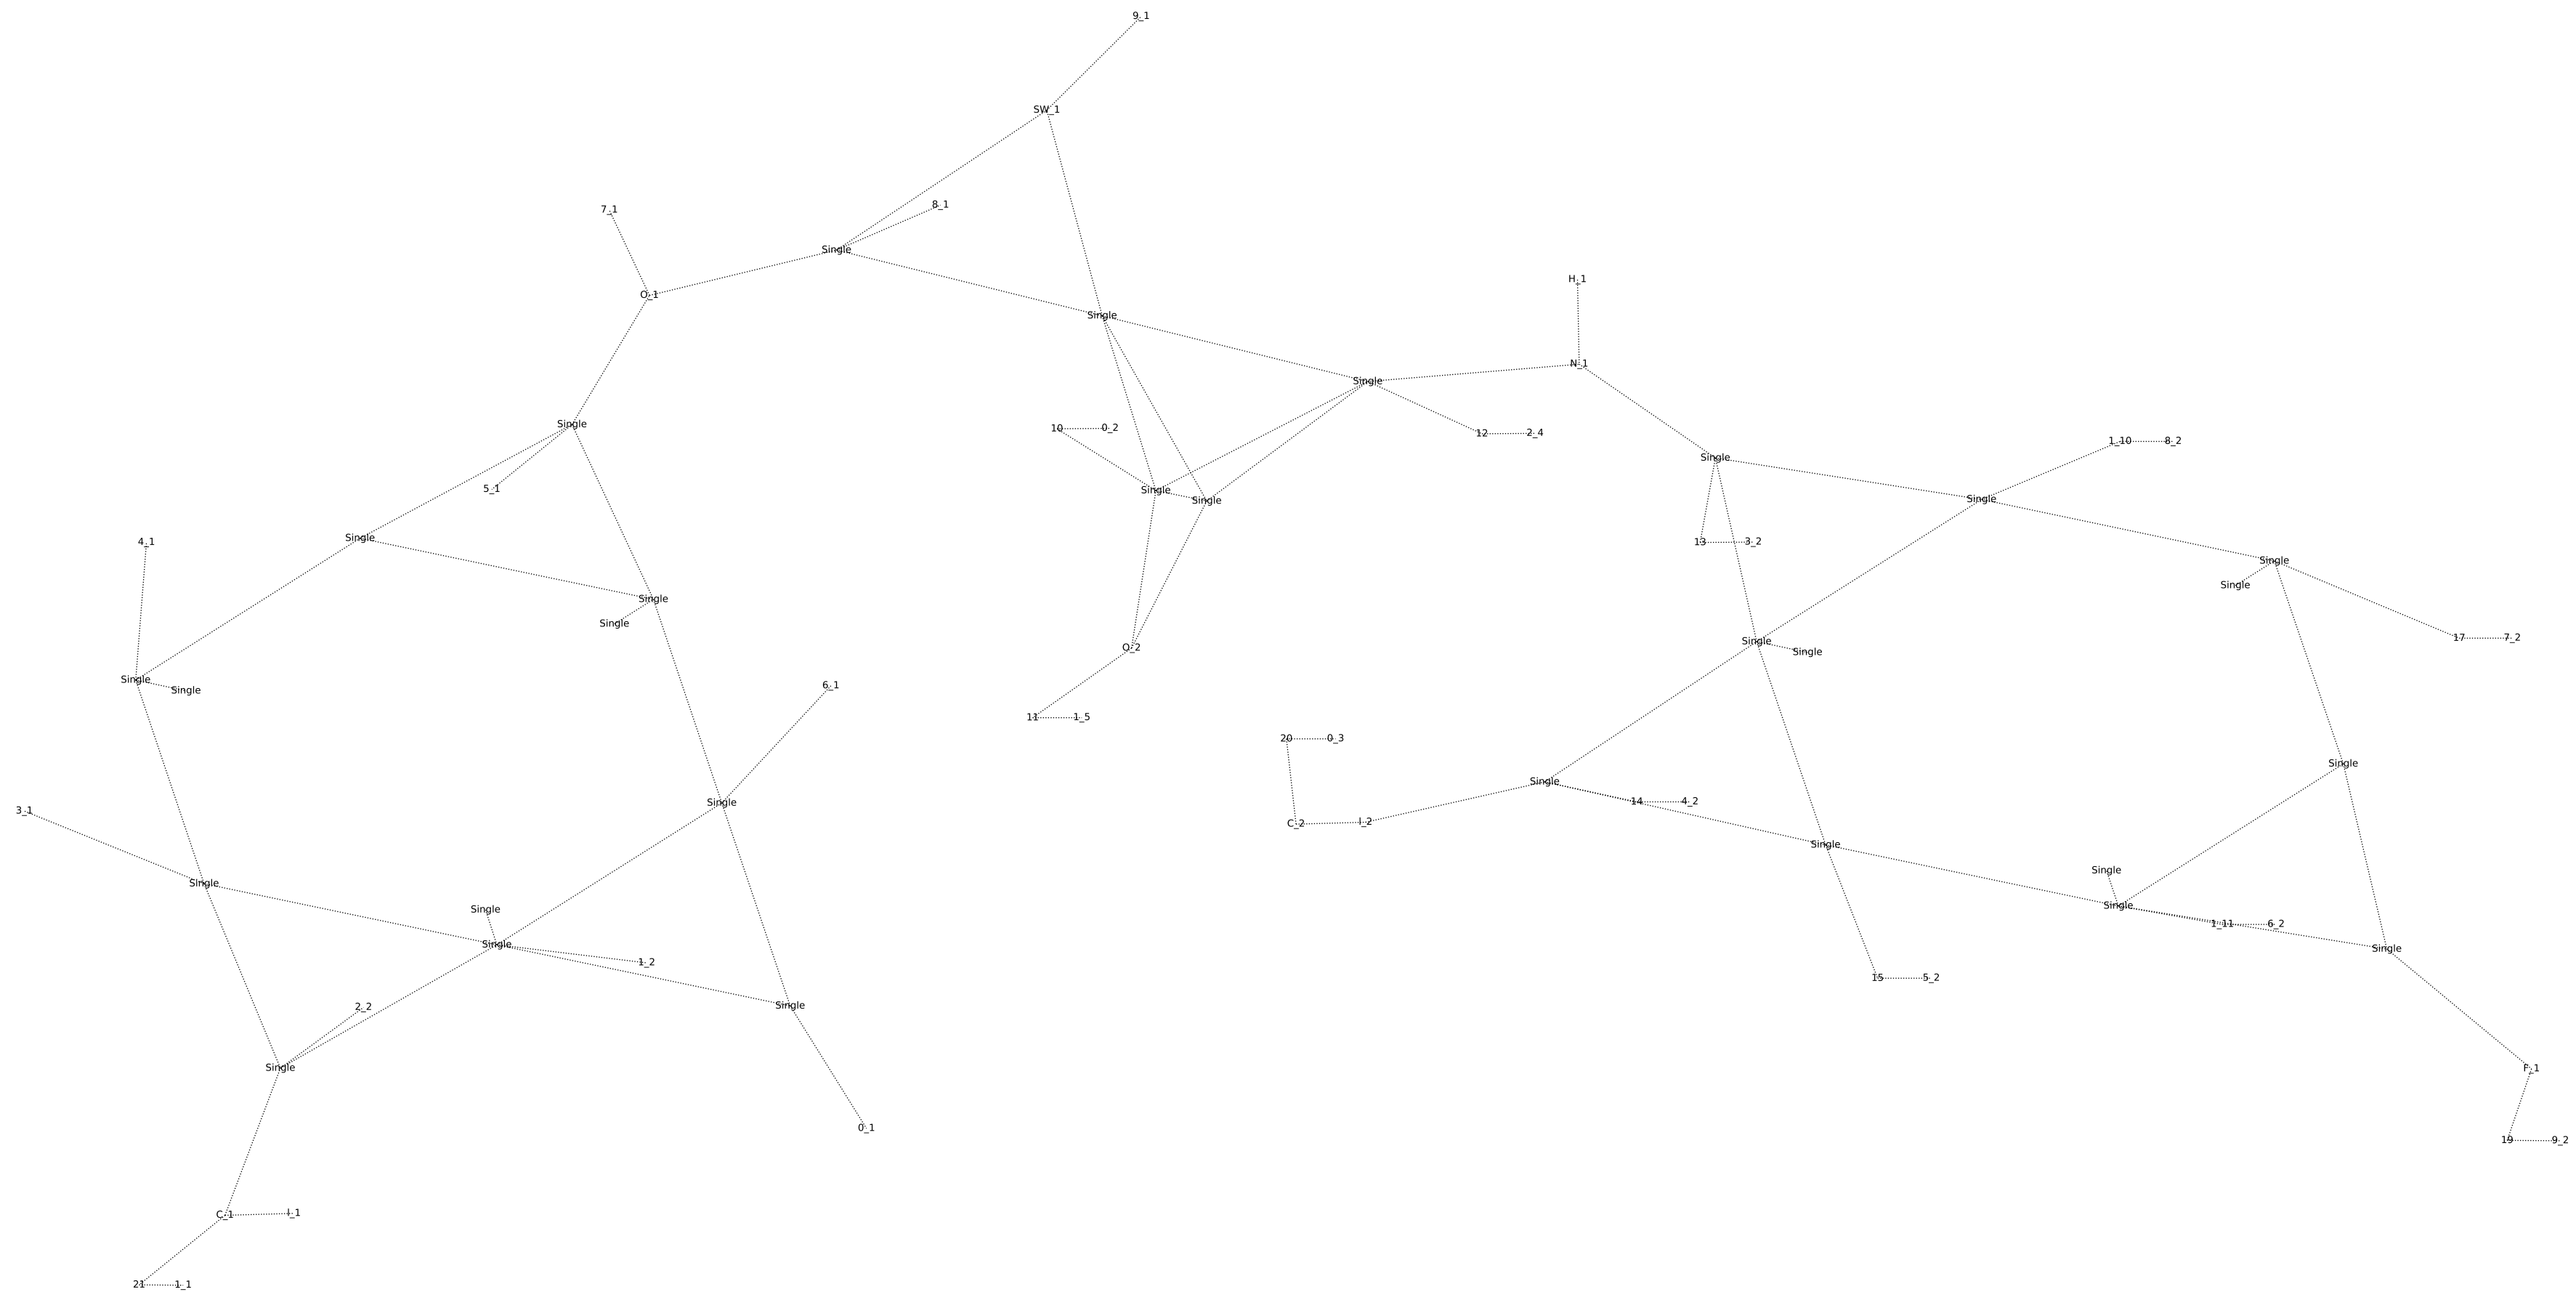 9_1
SW_1
8_1
7_1
Single
H_1
O_1
Single
N_1
Single
Single
10
0_2
12
2_4
1_10
8_2
Single
5_1
Single
Single
Single
Single
4_1
Single
13
3_2
Single
Single
Single
Single
17
7_2
Single
Single
O_2
Single
Single
Single
6_1
11
1_5
20
0_3
Single
Single
14
4_2
Single
3_1
C_2
I_2
Single
Single
Single
Single
Single
1_11
6_2
Single
Single
1_2
15
5_2
2_2
Single
Single
F_1
0_1
19
9_2
C_1
I_1
21
1_1